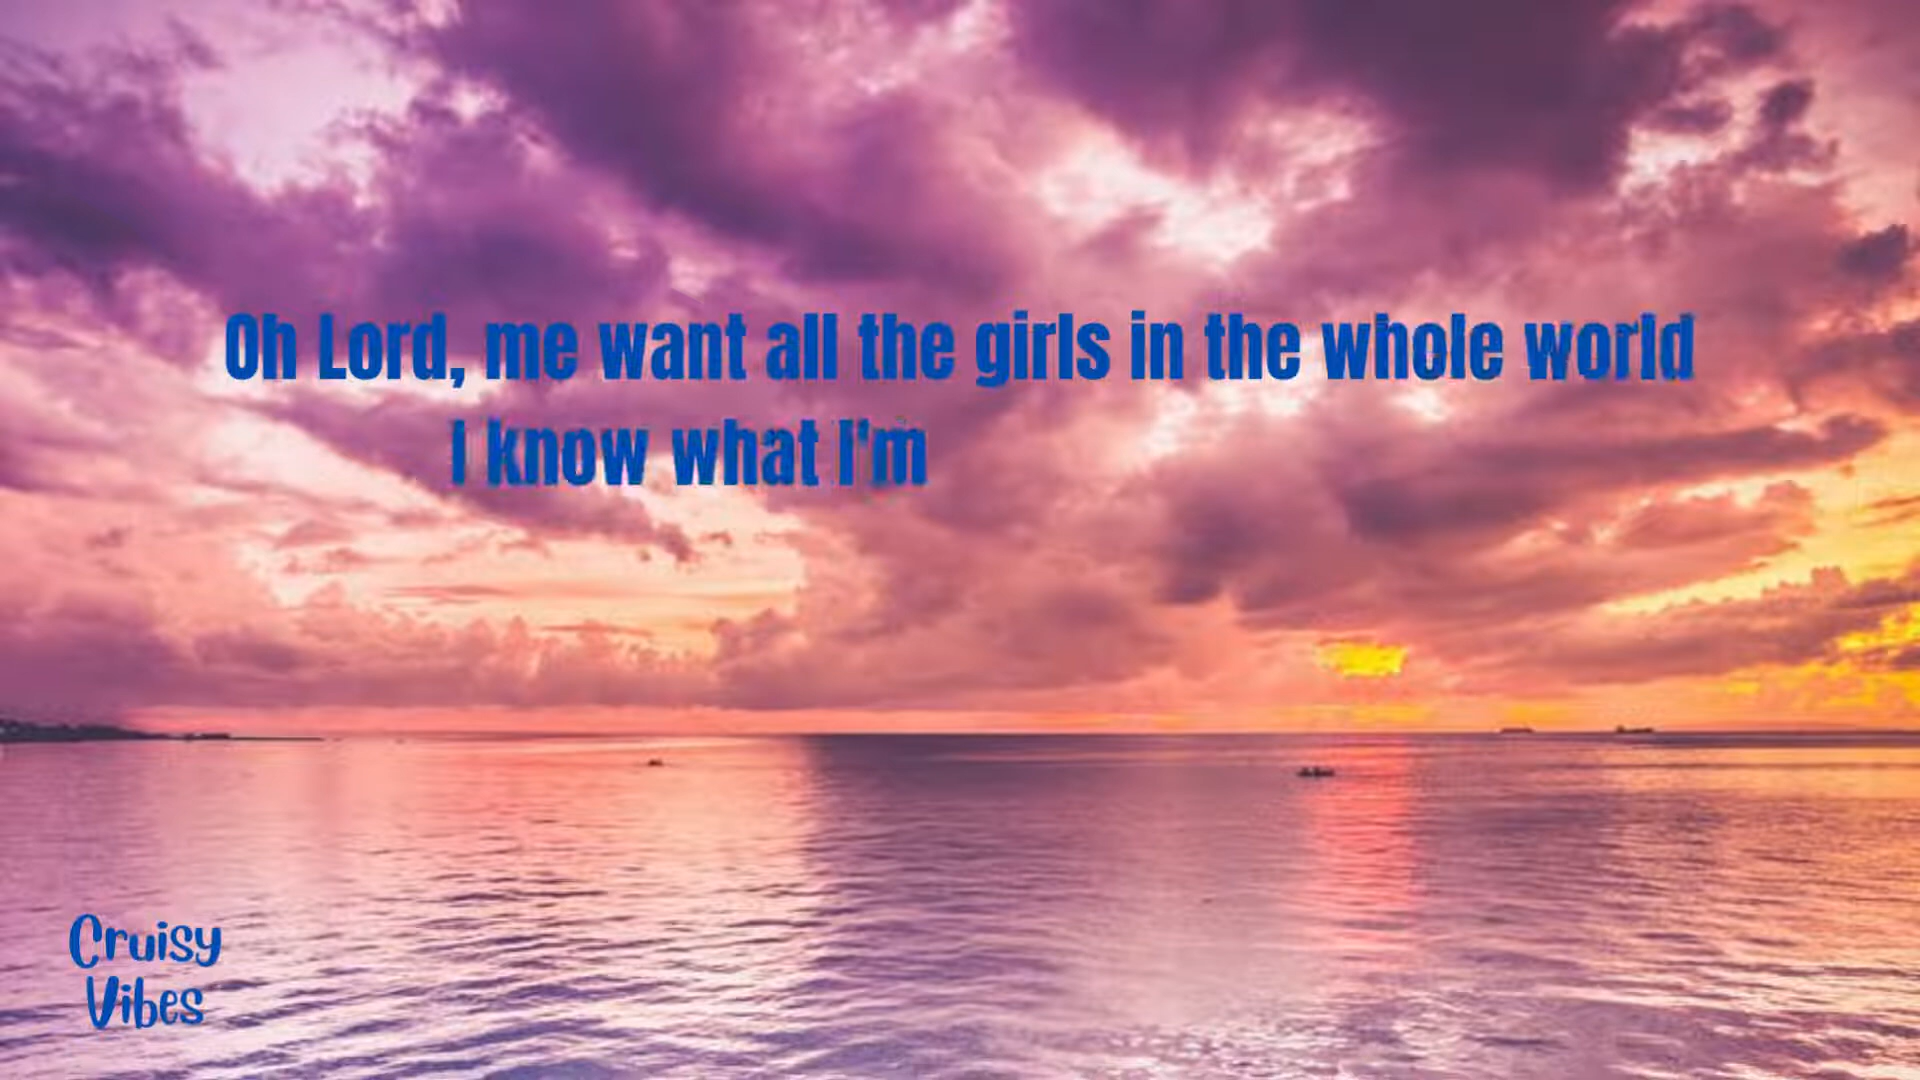 Oh Lord, me want all the girls in the whole world
I know what I'm
Cruisy
Vibes